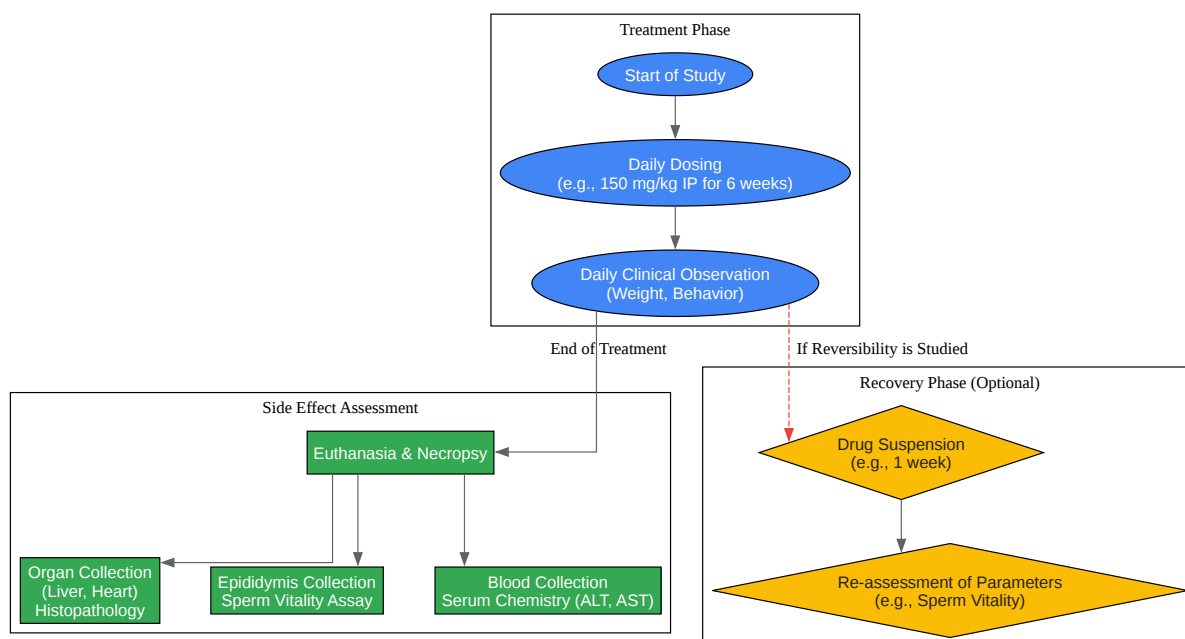 Treatment Phase
Start of Study
Daily Dosing
(e.g., 150 mg/kg IP for 6 weeks)
Daily Clinical Observation
(Weight, Behavior)
End of Treatment
If Reversibility is Studied
Side Effect Assessment
Euthanasia & Necropsy
Organ Collection
(Liver, Heart)
Histopathology
Epididymis Collection
Sperm Vitality Assay
Blood Collection
Serum Chemistry (ALT, AST)
Recovery Phase (Optional)
Drug Suspension
(e.g., 1 week)
Re-assessment of Parameters
(e.g., Sperm Vitality)